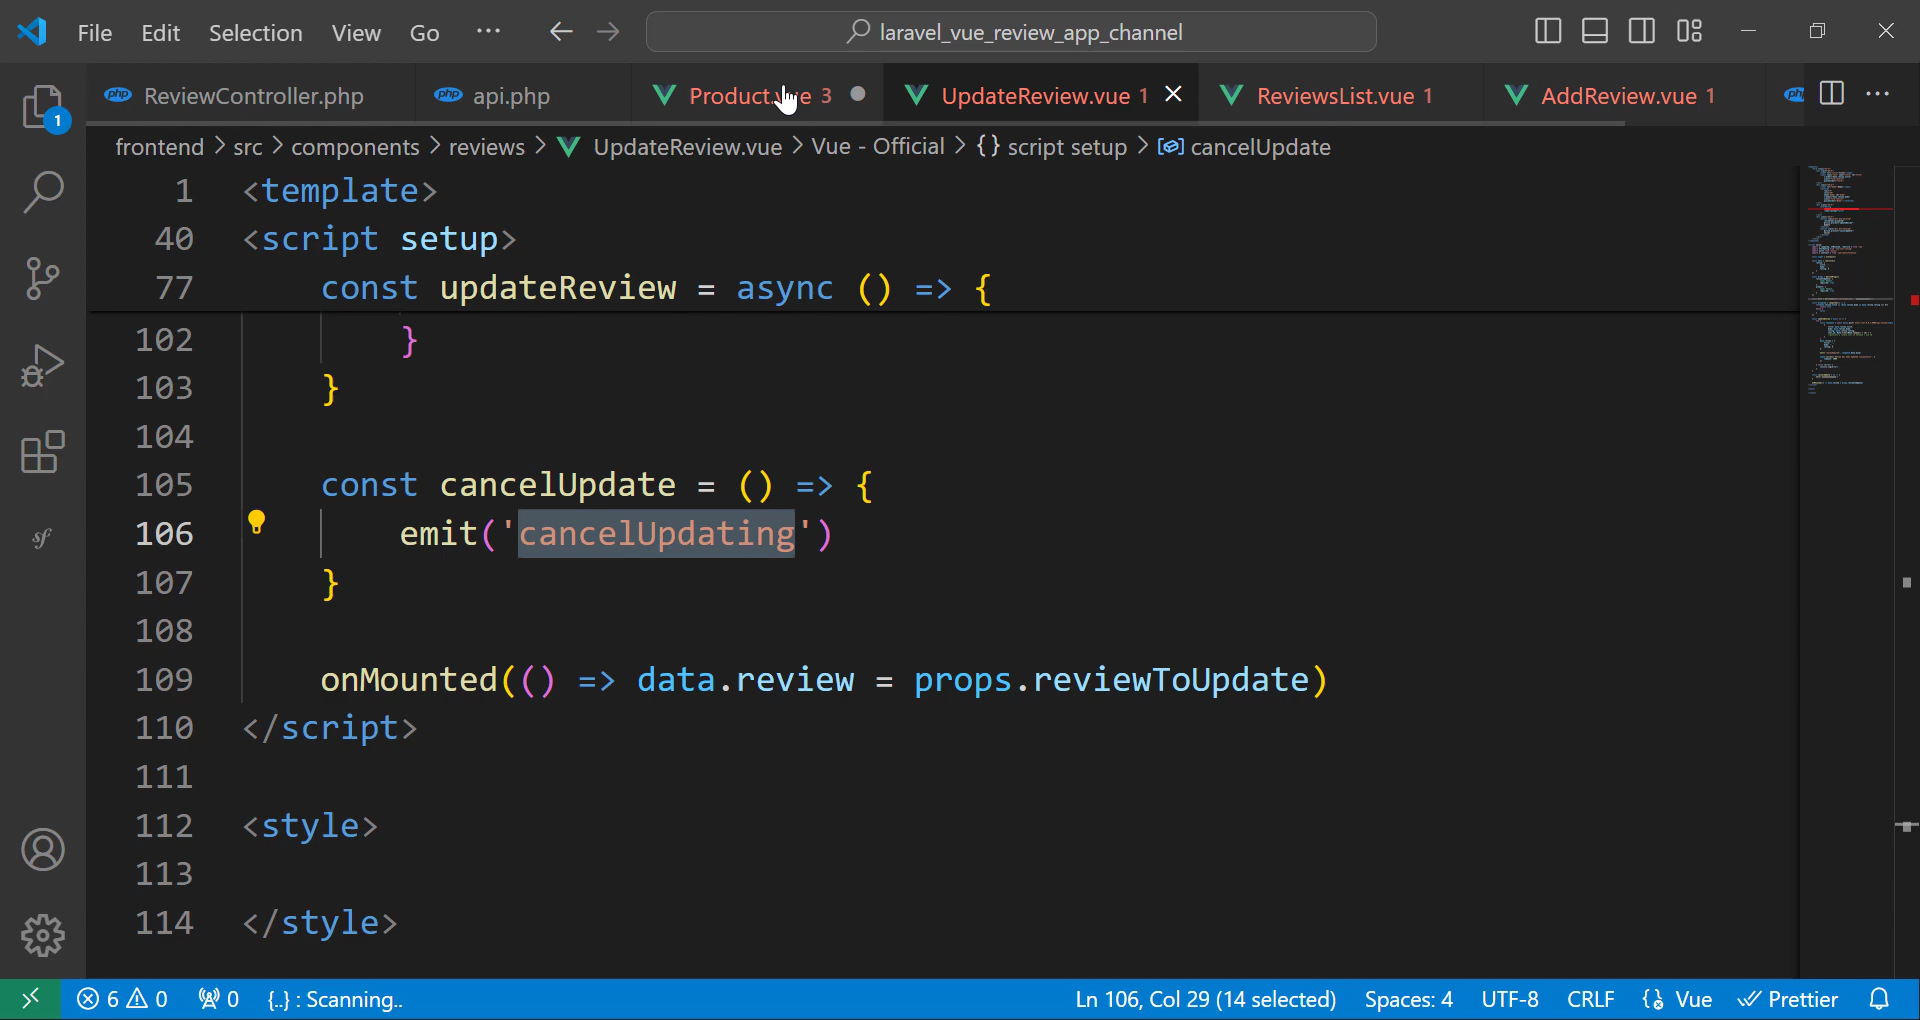 File Edit Selection View Go ··· laravel_vue_review_app_channel
ReviewController.php api.php 3 UpdateReview.vue 1 ReviewsList.vue 1 AddReview.vue 1
frontend > src > components > reviews > UpdateReview.vue > Vue - Official > {} script setup > cancelUpdate
1 <template>
40 <script setup>
77 const updateReview = async () => {
102 }
103 }
104
105 const cancelUpdate = () => {
106 emit('cancelUpdating')
107 }
108
109 onMounted(() => data.review = props.reviewToUpdate)
110 </script>
111
112 <style>
113
114 </style>
1
6 0 0 {..} : Scanning.. Ln 106, Col 29 (14 selected) Spaces: 4 UTF-8 CRLF Vue Prettier